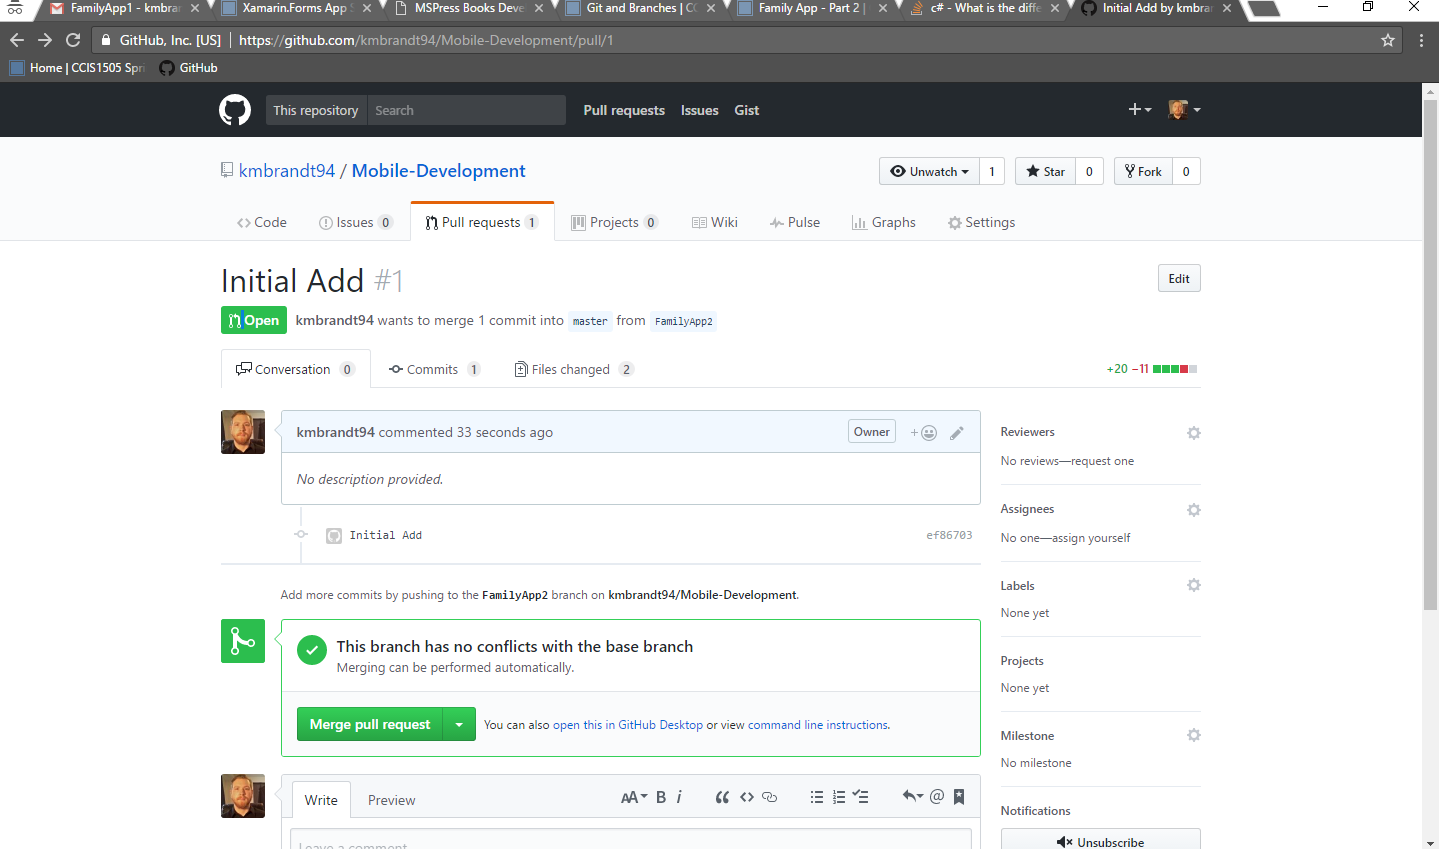 FamilyApp1 - kmbran Xamarin.Forms App S MSPress Books Deve Git and Branches | CC Family App - Part 2 | c# - What is the diffe Initial Add by kmbran
GitHub, Inc. [US] https://github.com/kmbrandt94/Mobile-Development/pull/1
Home | CCIS1505 Spri GitHub
This repository Search Pull requests Issues Gist
kmbrandt94 / Mobile-Development Unwatch 1 Star 0 Fork 0
Code Issues 0 Pull requests 1 Projects 0 Wiki Pulse Graphs Settings
Initial Add #1 Edit
Open kmbrandt94 wants to merge 1 commit into master from FamilyApp2
Conversation 0 Commits 1 Files changed 2 +20 −11
kmbrandt94 commented 33 seconds ago Owner
No description provided.
Initial Add ef86703
Add more commits by pushing to the FamilyApp2 branch on kmbrandt94/Mobile-Development.
This branch has no conflicts with the base branch
Merging can be performed automatically.
Merge pull request You can also open this in GitHub Desktop or view command line instructions.
Write Preview AA B i “ @
Leave a comment
Reviewers
No reviews—request one
Assignees
No one—assign yourself
Labels
None yet
Projects
None yet
Milestone
No milestone
Notifications
Unsubscribe